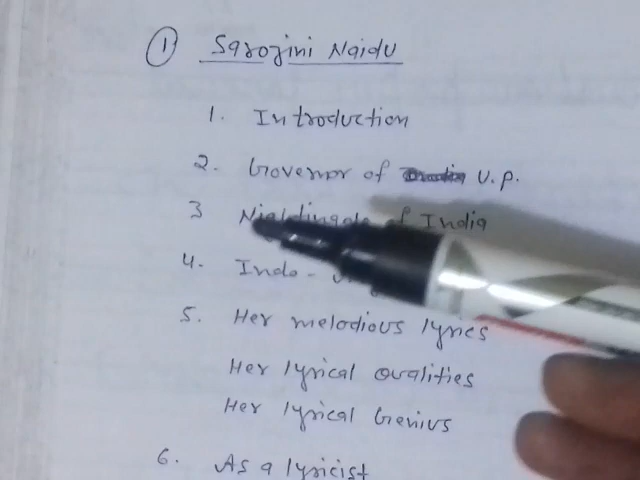 ① Sarojini Naidu
1. Introduction
2. Governor of U.P.
3 of India
4. Indo -
5. Her melodious lyrics
Her lyrical Qualities
Her lyrical Genius
6. As a lyricist